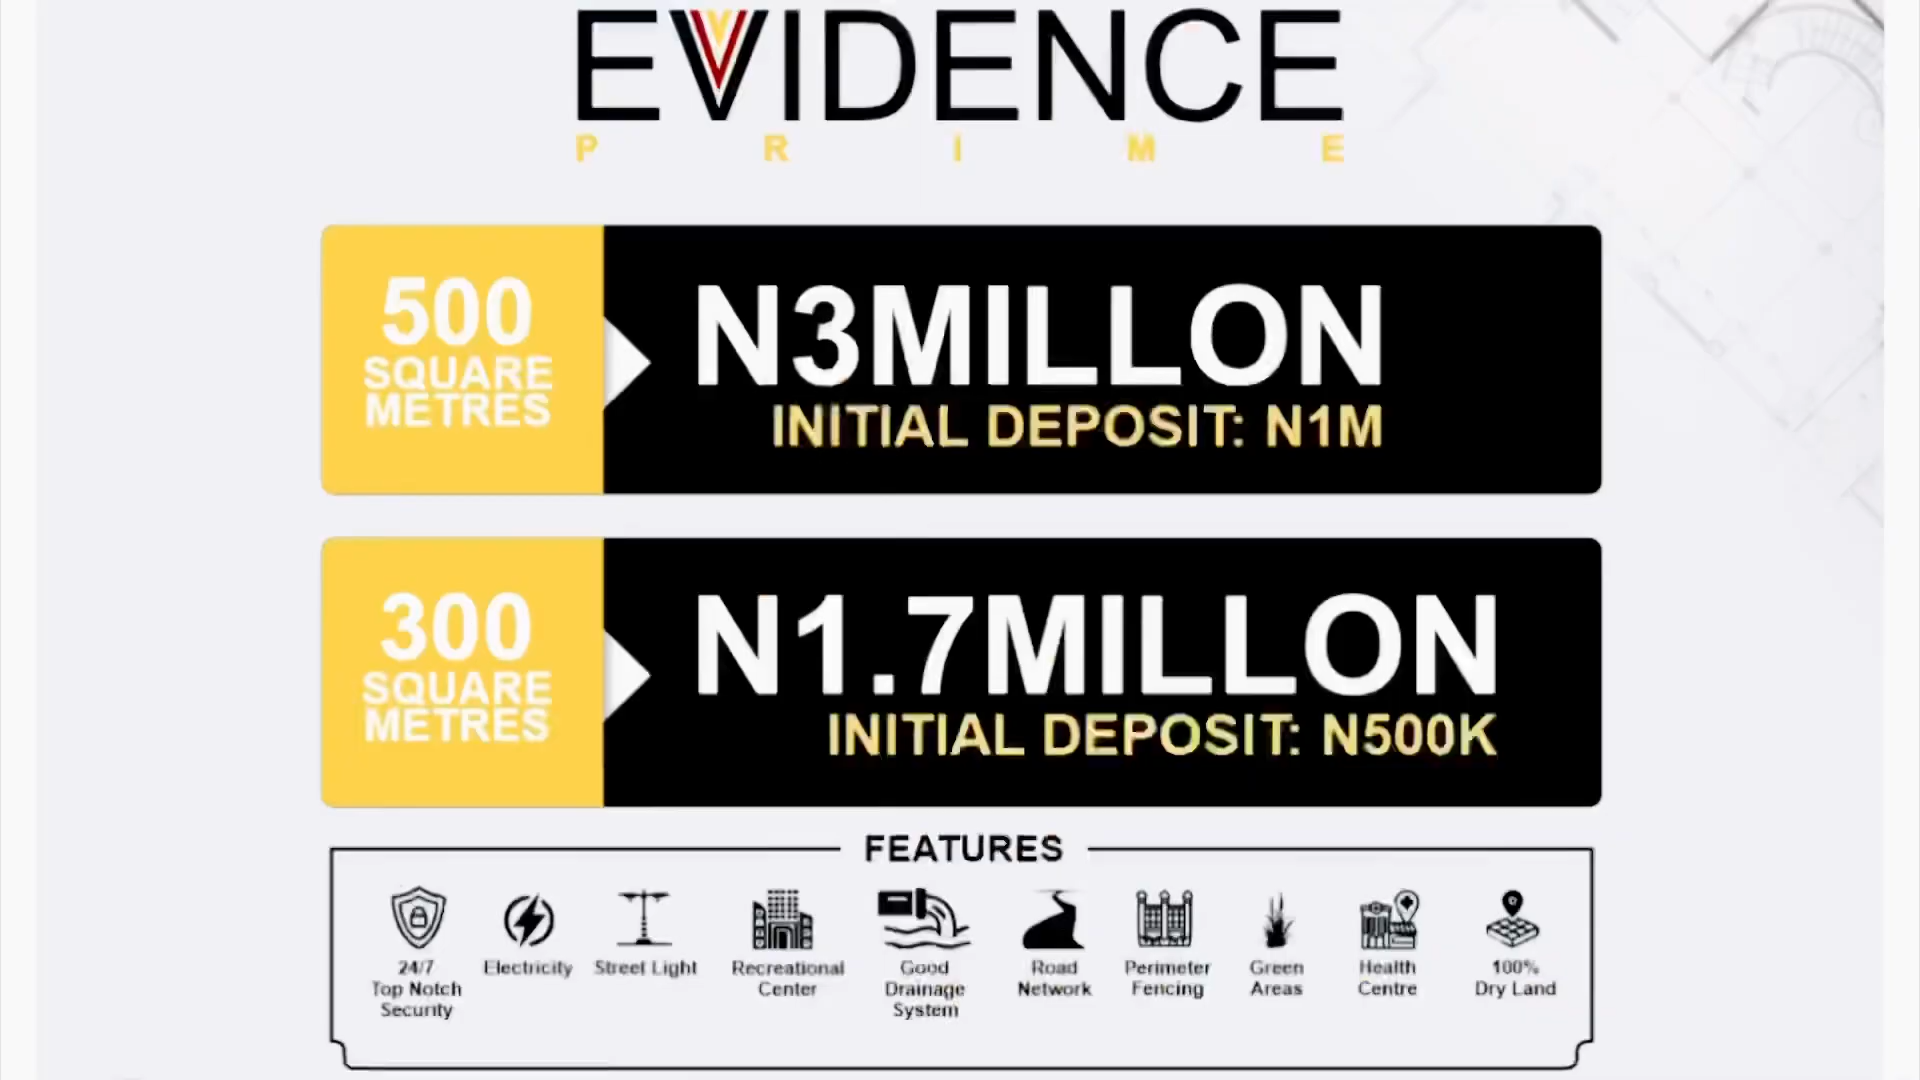 EVIDENCE
PRIME
500
SQUARE
METRES
N3MILLON
INITIAL DEPOSIT: N1M
300
SQUARE
METRES
N1.7MILLON
INITIAL DEPOSIT: N500K
FEATURES
24/7
Top Notch
Security
Electricity
Street Light
Recreational
Center
Good
Drainage
System
Road
Network
Perimeter
Fencing
Green
Areas
Health
Centre
100%
Dry Land